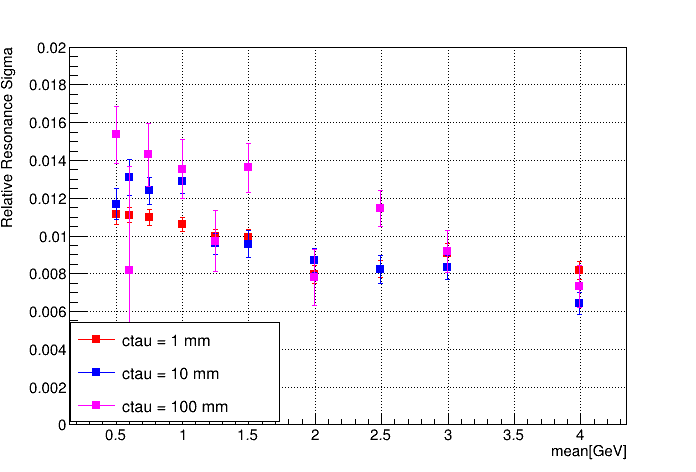 Relative Resonance Sigma
0.02
0.018
0.016
0.014
0.012
0.01
0.008
0.006
0.004
0.002
0
ctau = 1 mm
ctau = 10 mm
ctau = 100 mm
0.5 1 1.5 2 2.5 3 3.5 4
mean[GeV]